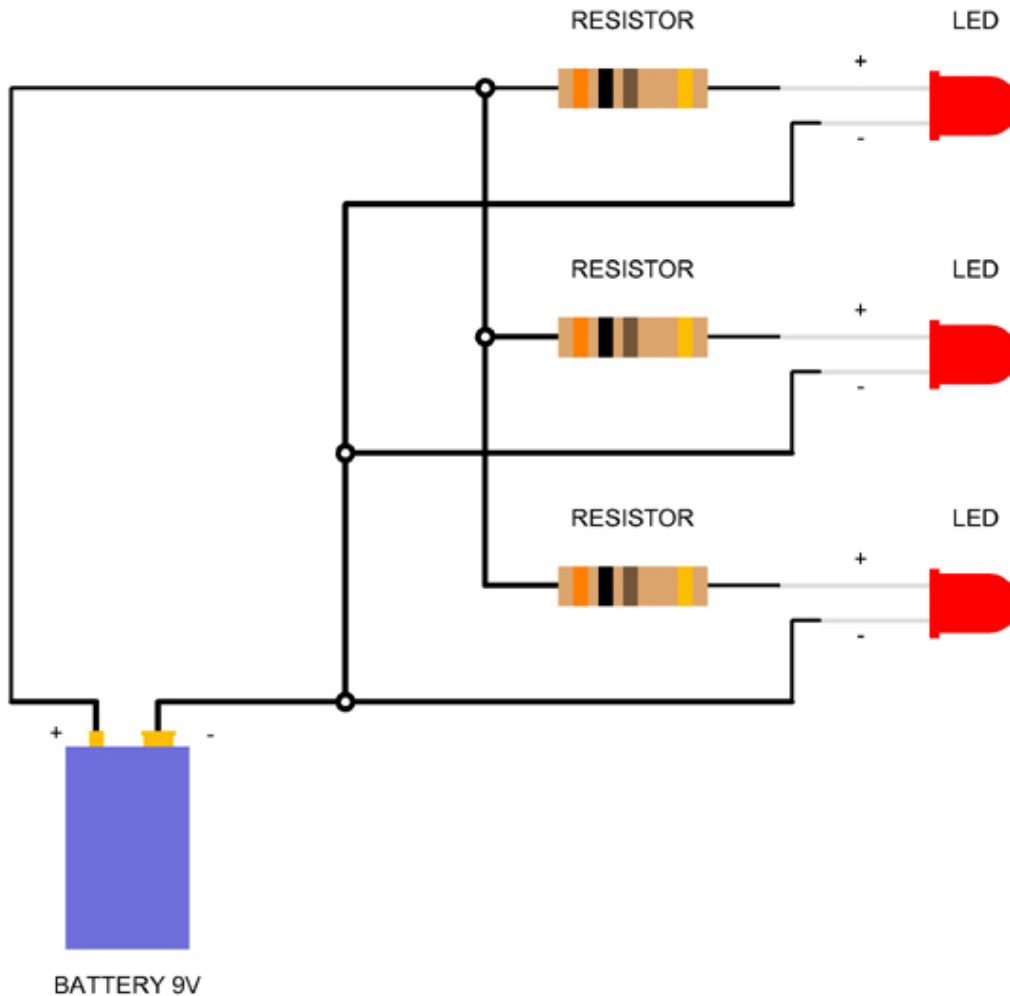 RESISTOR LED
+
-
RESISTOR LED
+
-
RESISTOR LED
+
-
+ -
BATTERY 9V